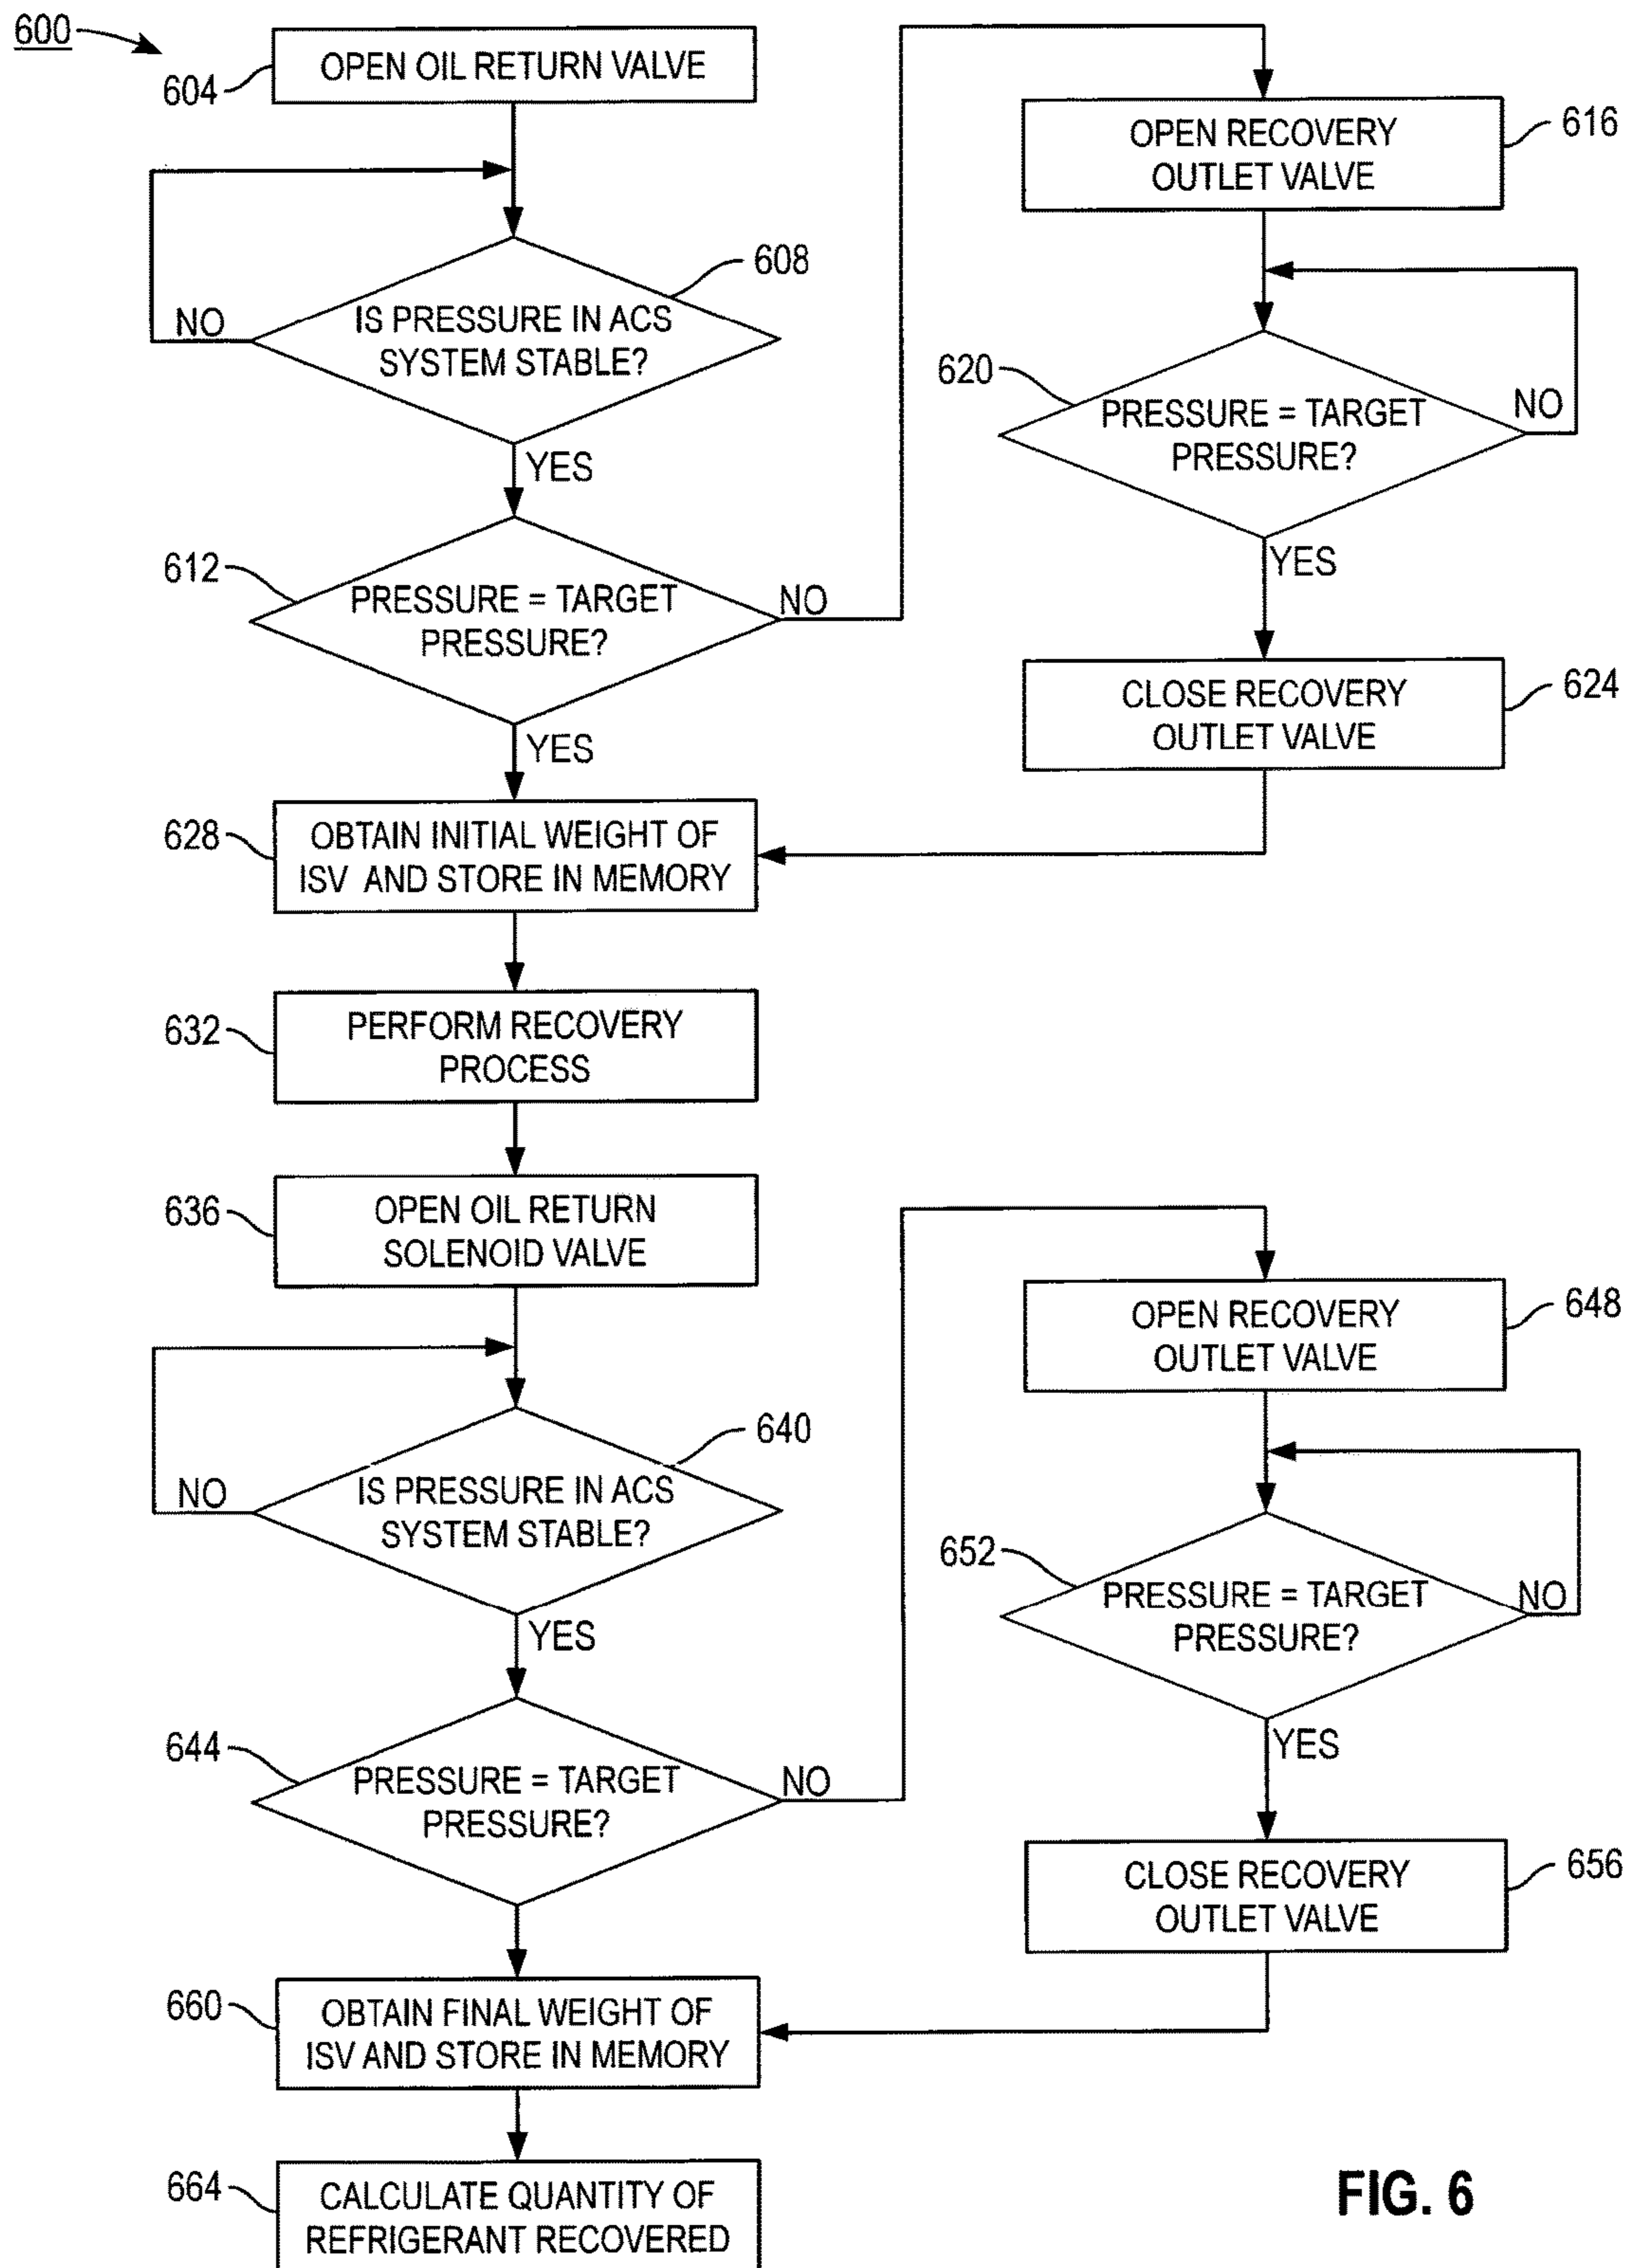 600
604
OPEN OIL RETURN VALVE
608
IS PRESSURE IN ACS
SYSTEM STABLE?
NO
YES
612
PRESSURE = TARGET
PRESSURE?
NO
YES
616
OPEN RECOVERY
OUTLET VALVE
620
PRESSURE = TARGET
PRESSURE?
NO
YES
624
CLOSE RECOVERY
OUTLET VALVE
628
OBTAIN INITIAL WEIGHT OF
ISV AND STORE IN MEMORY
632
PERFORM RECOVERY
PROCESS
636
OPEN OIL RETURN
SOLENOID VALVE
640
IS PRESSURE IN ACS
SYSTEM STABLE?
NO
YES
644
PRESSURE = TARGET
PRESSURE?
NO
648
OPEN RECOVERY
OUTLET VALVE
652
PRESSURE = TARGET
PRESSURE?
NO
YES
656
CLOSE RECOVERY
OUTLET VALVE
660
OBTAIN FINAL WEIGHT OF
ISV AND STORE IN MEMORY
664
CALCULATE QUANTITY OF
REFRIGERANT RECOVERED
FIG. 6